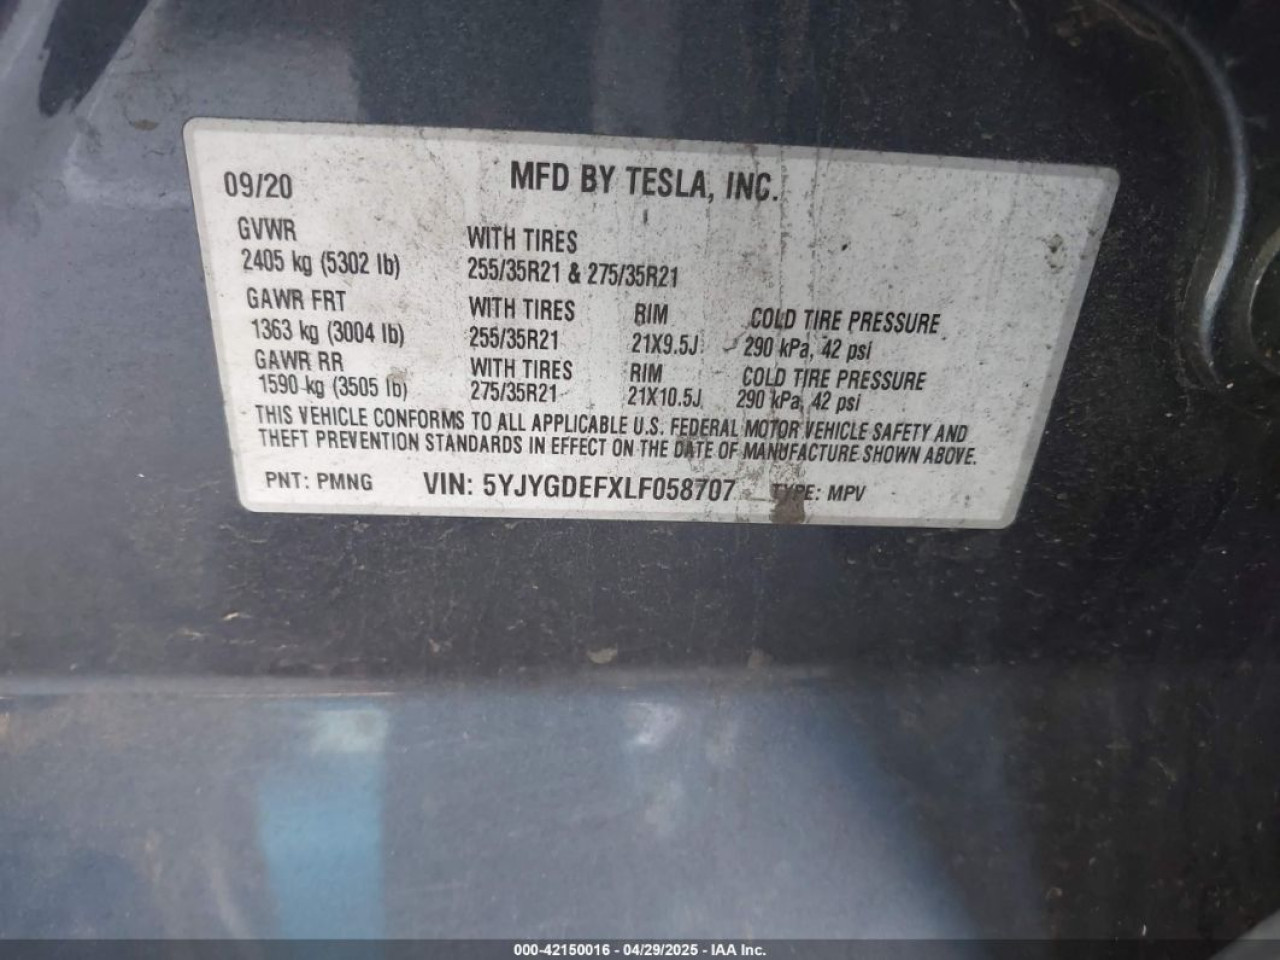 09/20 MFD BY TESLA, INC.
GVWR WITH TIRES
2405 kg (5302 lb) 255/35R21 & 275/35R21
GAWR FRT WITH TIRES RIM COLD TIRE PRESSURE
1363 kg (3004 lb) 255/35R21 21X9.5J 290 kPa, 42 psi
GAWR RR WITH TIRES RIM COLD TIRE PRESSURE
1590 kg (3505 lb) 275/35R21 21X10.5J 290 kPa, 42 psi
THIS VEHICLE CONFORMS TO ALL APPLICABLE U.S. FEDERAL MOTOR VEHICLE SAFETY AND
THEFT PREVENTION STANDARDS IN EFFECT ON THE DATE OF MANUFACTURE SHOWN ABOVE.
PNT: PMNG VIN: 5YJYGDEFXLF058707 TYPE: MPV
000-42150016 - 04/29/2025 - IAA Inc.